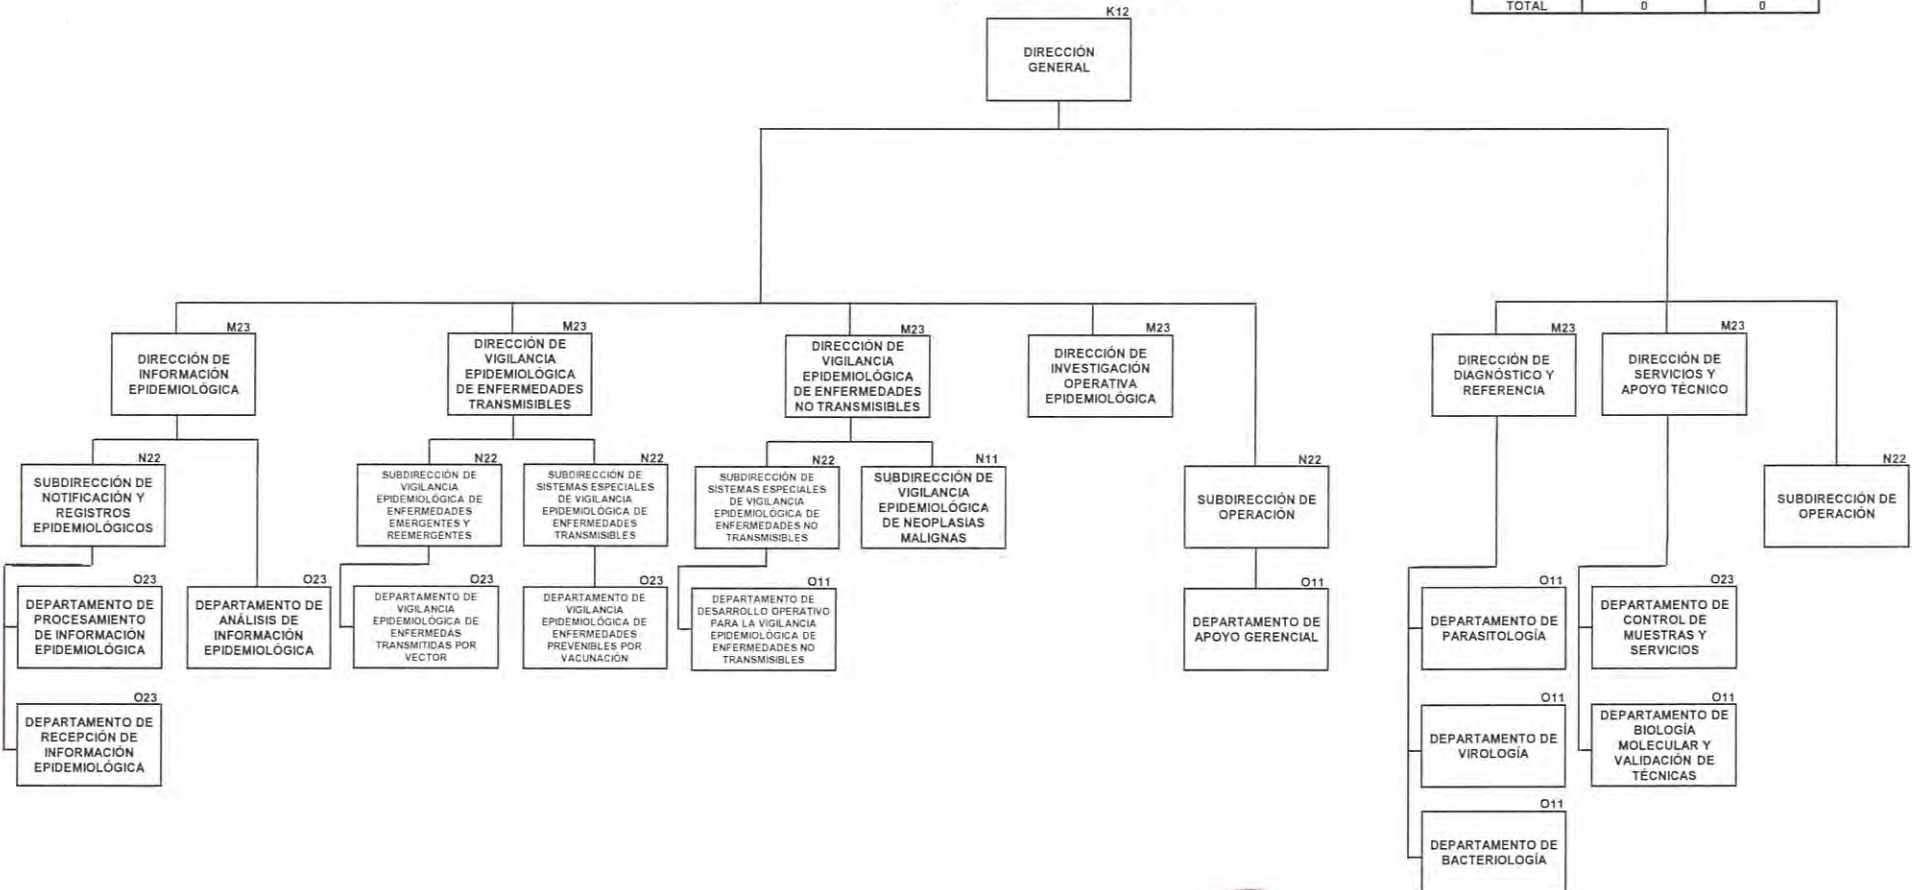 TOTAL 0 0
K12
DIRECCIÓN
GENERAL
M23
DIRECCIÓN DE
INFORMACIÓN
EPIDEMIOLÓGICA
M23
DIRECCIÓN DE
VIGILANCIA
EPIDEMIOLÓGICA
DE ENFERMEDADES
TRANSMISIBLES
M23
DIRECCIÓN DE
VIGILANCIA
EPIDEMIOLÓGICA
DE ENFERMEDADES
NO TRANSMISIBLES
M23
DIRECCIÓN DE
INVESTIGACIÓN
OPERATIVA
EPIDEMIOLÓGICA
M23
DIRECCIÓN DE
DIAGNÓSTICO Y
REFERENCIA
M23
DIRECCIÓN DE
SERVICIOS Y
APOYO TÉCNICO
N22
SUBDIRECCIÓN DE
NOTIFICACIÓN Y
REGISTROS
EPIDEMIOLÓGICOS
N22
SUBDIRECCIÓN DE
VIGILANCIA
EPIDEMIOLÓGICA DE
ENFERMEDADES
EMERGENTES Y
REEMERGENTES
N22
SUBDIRECCIÓN DE
SISTEMAS ESPECIALES
DE VIGILANCIA
EPIDEMIOLÓGICA DE
ENFERMEDADES
TRANSMISIBLES
N22
SUBDIRECCIÓN DE
SISTEMAS ESPECIALES
DE VIGILANCIA
EPIDEMIOLÓGICA DE
ENFERMEDADES NO
TRANSMISIBLES
N11
SUBDIRECCIÓN DE
VIGILANCIA
EPIDEMIOLÓGICA
DE NEOPLASIAS
MALIGNAS
N22
SUBDIRECCIÓN DE
OPERACIÓN
N22
SUBDIRECCIÓN DE
OPERACIÓN
O23
DEPARTAMENTO DE
PROCESAMIENTO
DE INFORMACIÓN
EPIDEMIOLÓGICA
O23
DEPARTAMENTO DE
ANÁLISIS DE
INFORMACIÓN
EPIDEMIOLÓGICA
O23
DEPARTAMENTO DE
VIGILANCIA
EPIDEMIOLÓGICA DE
ENFERMEDAS
TRANSMITIDAS POR
VECTOR
O23
DEPARTAMENTO DE
VIGILANCIA
EPIDEMIOLÓGICA DE
ENFERMEDADES
PREVENIBLES POR
VACUNACIÓN
O11
DEPARTAMENTO DE
DESARROLLO OPERATIVO
PARA LA VIGILANCIA
EPIDEMIOLÓGICA DE
ENFERMEDADES NO
TRANSMISIBLES
O11
DEPARTAMENTO DE
APOYO GERENCIAL
O11
DEPARTAMENTO DE
PARASITOLOGÍA
O23
DEPARTAMENTO DE
CONTROL DE
MUESTRAS Y
SERVICIOS
O23
DEPARTAMENTO DE
RECEPCIÓN DE
INFORMACIÓN
EPIDEMIOLÓGICA
O11
DEPARTAMENTO DE
VIROLOGÍA
O11
DEPARTAMENTO DE
BIOLOGÍA
MOLECULAR Y
VALIDACIÓN DE
TÉCNICAS
O11
DEPARTAMENTO DE
BACTERIOLOGÍA